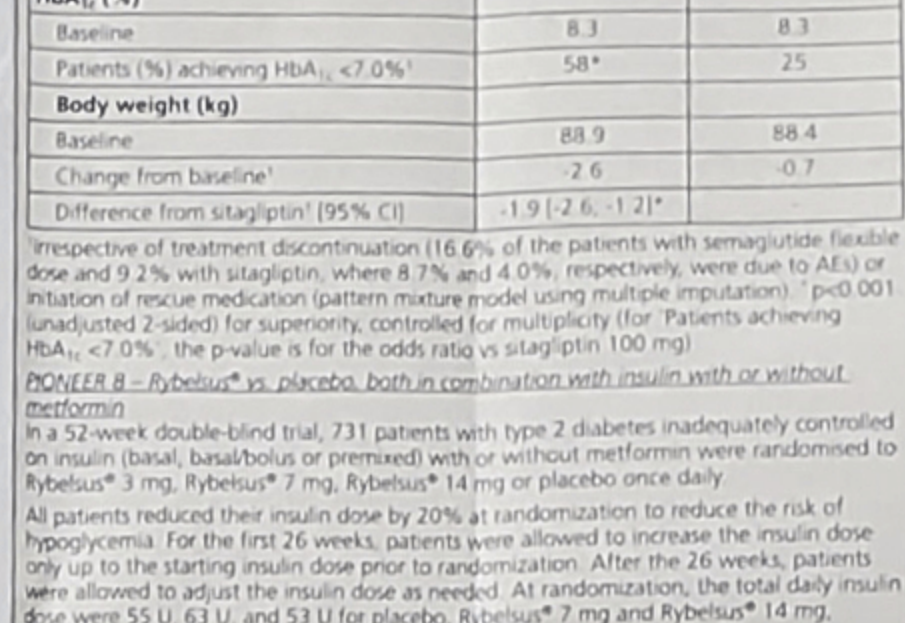 HbA1c (%)
Baseline 8.3 8.3
Patients (%) achieving HbA1c <7.0%† 58* 25
Body weight (kg)
Baseline 88.9 88.4
Change from baseline¹ -2.6 -0.7
Difference from sitagliptin¹ [95% CI] -1.9 [-2.6, -1.2]* -
¹Irrespective of treatment discontinuation (16.6% of the patients with semaglutide flexible
dose and 9.2% with sitagliptin, where 8.7% and 4.0%, respectively, were due to AEs) or
initiation of rescue medication (pattern mixture model using multiple imputation). *p<0.001
(unadjusted 2-sided) for superiority, controlled for multiplicity (for 'Patients achieving
HbA1c <7.0%', the p-value is for the odds ratio vs sitagliptin 100 mg)
PIONEER 8 – Rybelsus® vs. placebo, both in combination with insulin with or without
metformin
In a 52-week double-blind trial, 731 patients with type 2 diabetes inadequately controlled
on insulin (basal, basal/bolus or premixed) with or without metformin were randomised to
Rybelsus® 3 mg, Rybelsus® 7 mg, Rybelsus® 14 mg or placebo once daily.
All patients reduced their insulin dose by 20% at randomization to reduce the risk of
hypoglycemia. For the first 26 weeks, patients were allowed to increase the insulin dose
only up to the starting insulin dose prior to randomization. After the 26 weeks, patients
were allowed to adjust the insulin dose as needed. At randomization, the total daily insulin
dose were 55 U, 63 U, and 53 U for placebo, Rybelsus® 7 mg and Rybelsus® 14 mg,